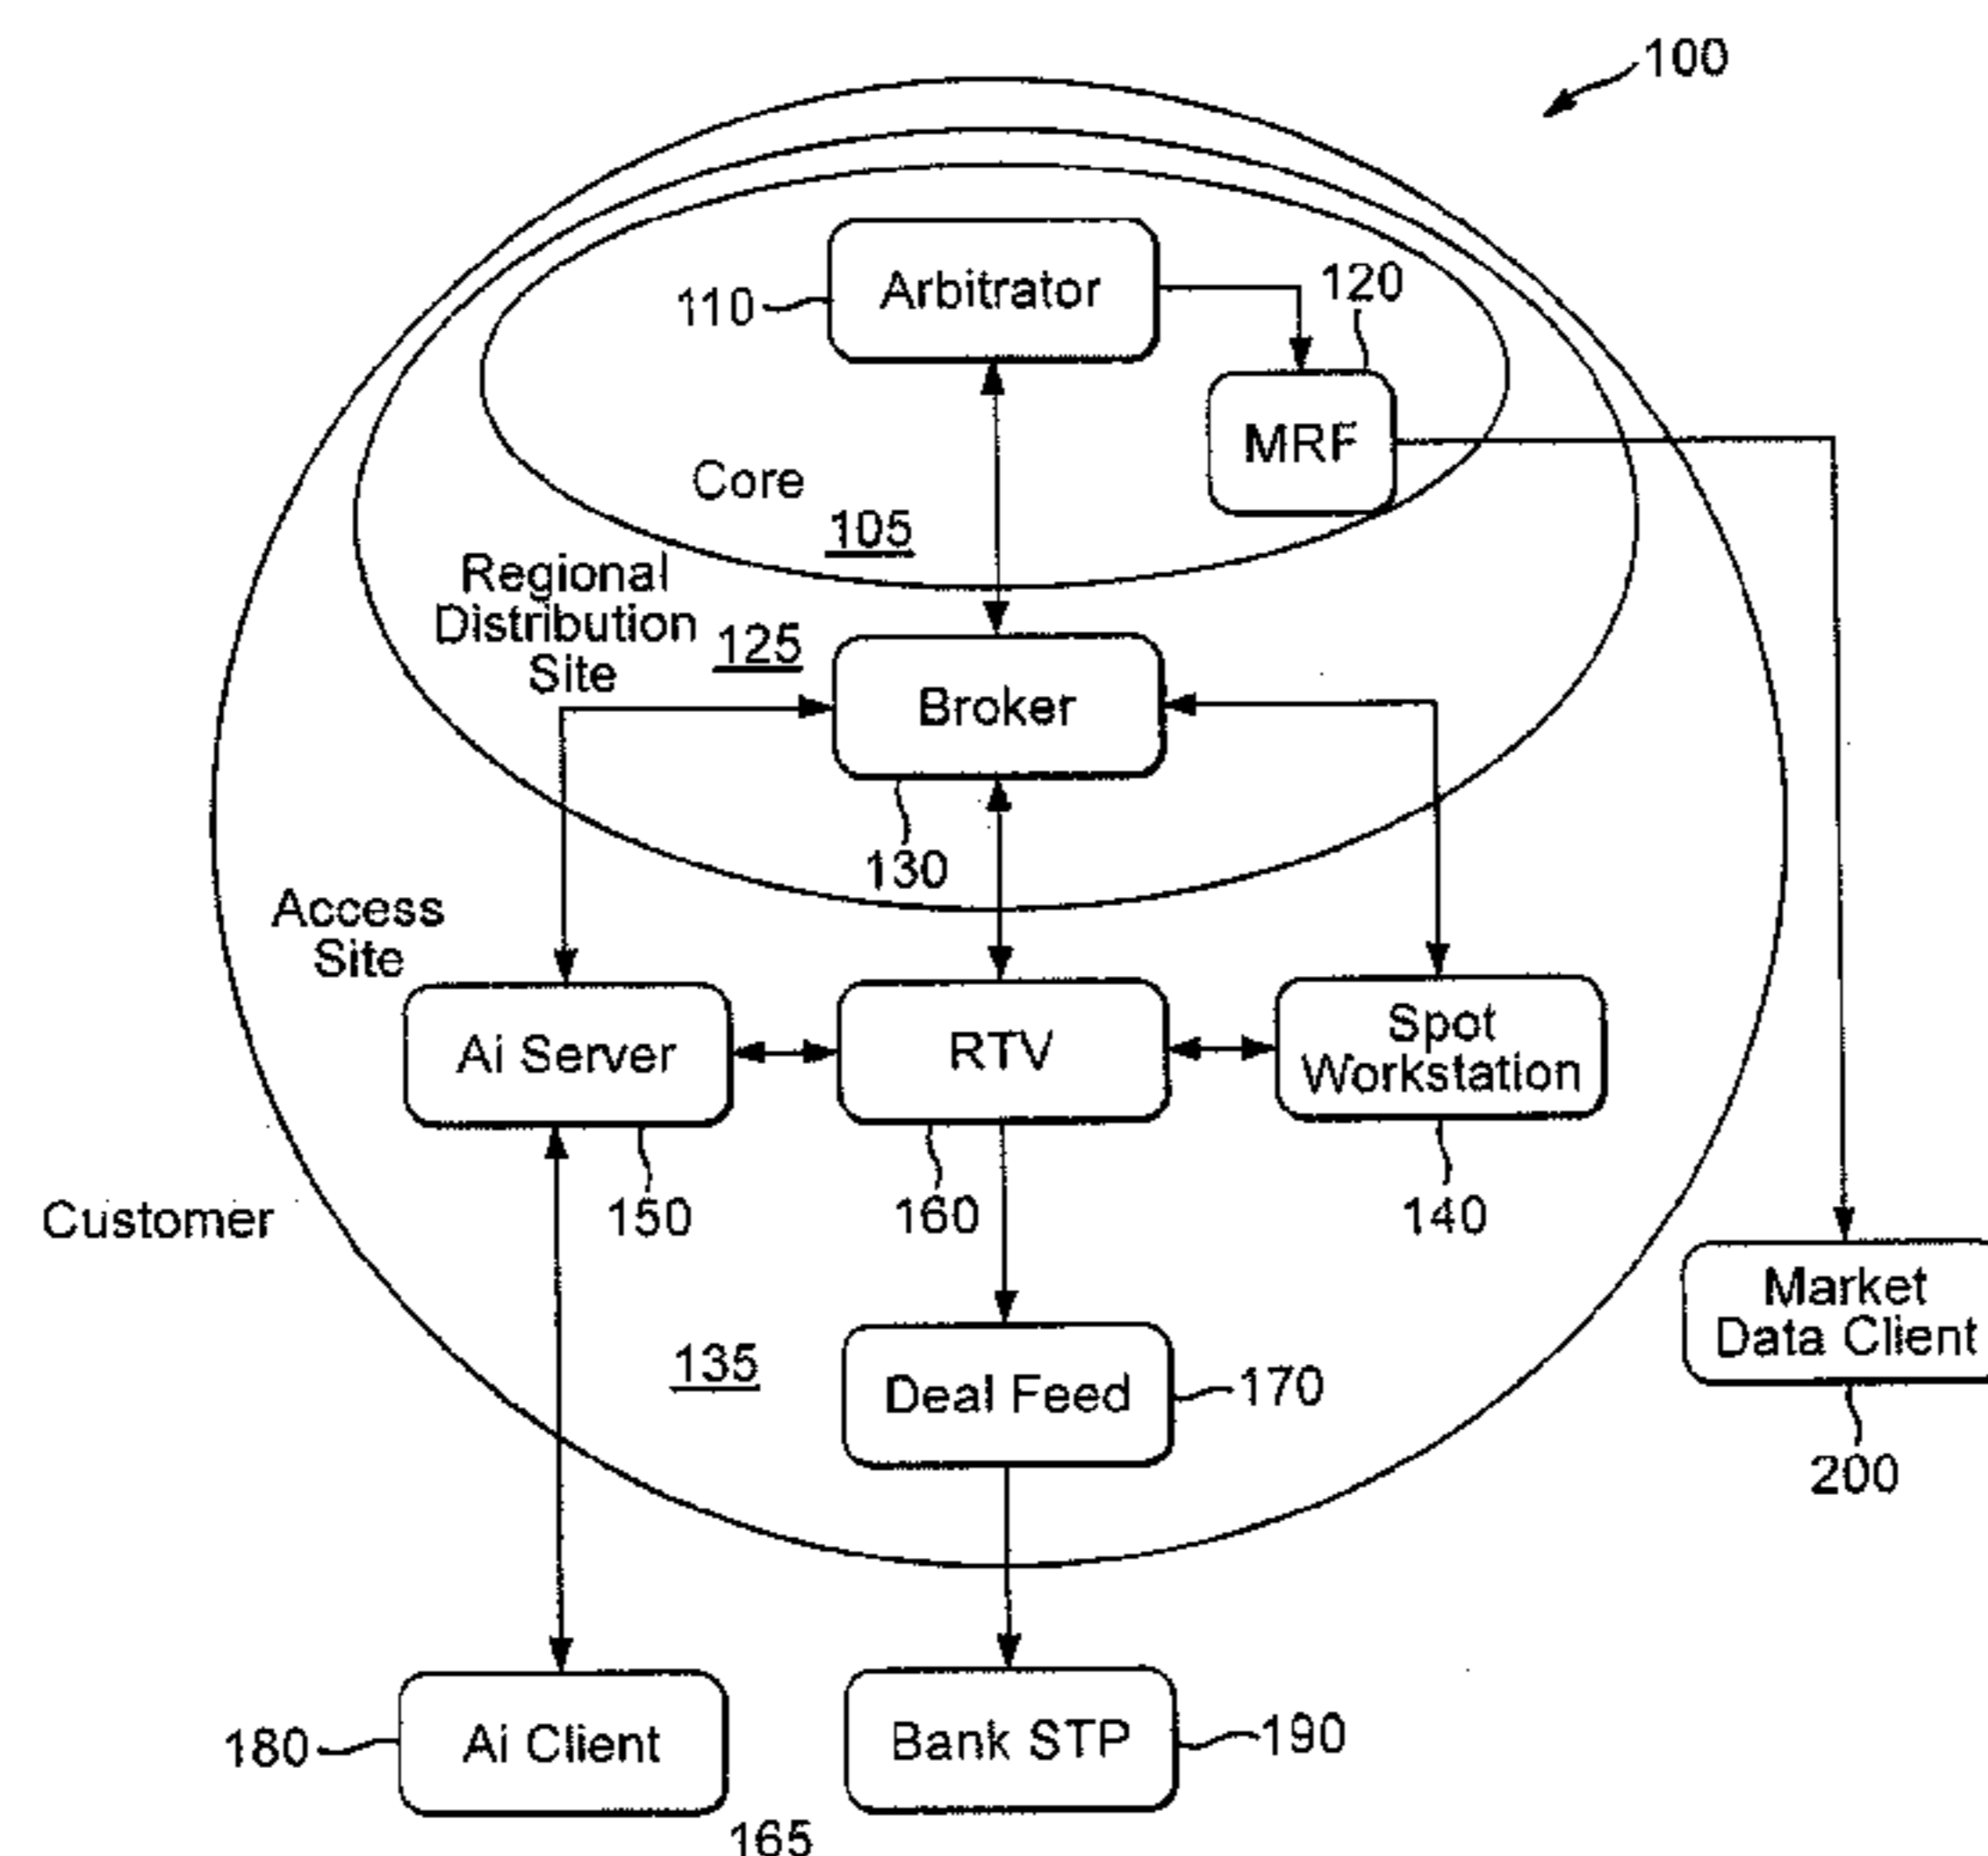 100
Arbitrator
110
120
MRF
Core
105
Regional
Distribution
Site
125
Broker
130
Access
Site
Ai Server
RTV
Spot
Workstation
150
160
140
Customer
Market
Data Client
200
135
Deal Feed
170
180
Ai Client
Bank STP
190
165